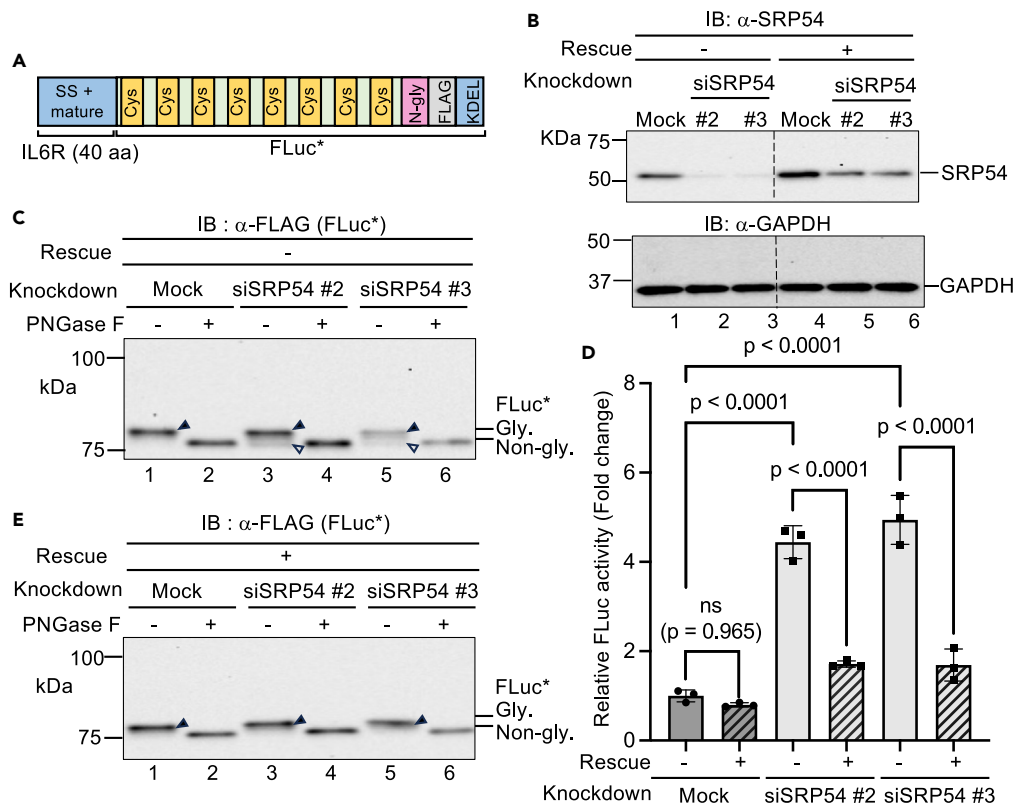 A
SS + mature
Cys Cys Cys Cys Cys Cys Cys Cys N-gly FLAG KDEL
IL6R (40 aa) FLuc*
B
IB: α-SRP54
Rescue - +
Knockdown siSRP54 siSRP54
KDa Mock #2 #3 Mock #2 #3
75
50
SRP54
IB: α-GAPDH
50
37
GAPDH
1 2 3 4 5 6
C
IB : α-FLAG (FLuc*)
Rescue -
Knockdown Mock siSRP54 #2 siSRP54 #3
PNGase F - + - + - +
100
kDa
75
FLuc*
Gly.
Non-gly.
1 2 3 4 5 6
D
p < 0.0001
p < 0.0001
p < 0.0001
p < 0.0001
ns
(p = 0.965)
Relative FLuc activity (Fold change)
8
6
4
2
0
Rescue - + - + - +
Knockdown Mock siSRP54 #2 siSRP54 #3
E
IB : α-FLAG (FLuc*)
Rescue +
Knockdown Mock siSRP54 #2 siSRP54 #3
PNGase F - + - + - +
100
kDa
75
FLuc*
Gly.
Non-gly.
1 2 3 4 5 6